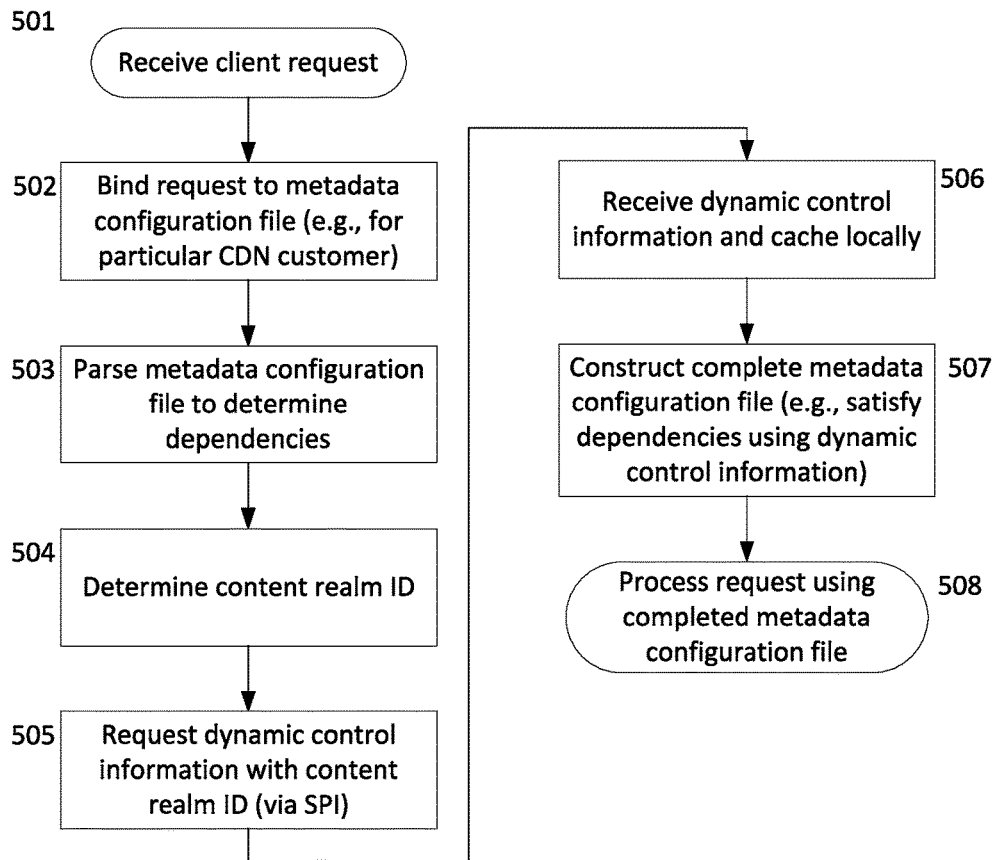 501
Receive client request
502
Bind request to metadata
configuration file (e.g., for
particular CDN customer)
503
Parse metadata configuration
file to determine
dependencies
504
Determine content realm ID
505
Request dynamic control
information with content
realm ID (via SPI)
506
Receive dynamic control
information and cache locally
507
Construct complete metadata
configuration file (e.g., satisfy
dependencies using dynamic
control information)
508
Process request using
completed metadata
configuration file